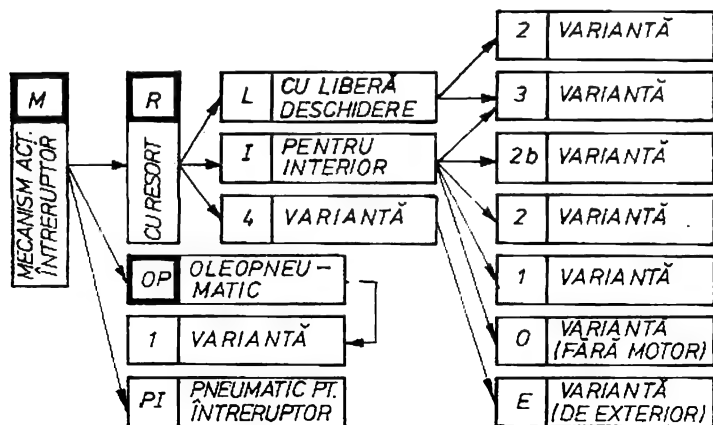 M
MECANISM ACȚ.
ÎNTRERUPTOR
R
CU RESORT
L
CU LIBERĂ
DESCHIDERE
I
PENTRU
INTERIOR
4
VARIANTĂ
OP
OLEOPNEU-
MATIC
1
VARIANTĂ
PI
PNEUMATIC PT.
ÎNTRERUPTOR
2
VARIANTĂ
3
VARIANTĂ
2b
VARIANTĂ
2
VARIANTĂ
1
VARIANTĂ
0
VARIANTĂ
(FĂRĂ MOTOR)
E
VARIANTĂ
(DE EXTERIOR)